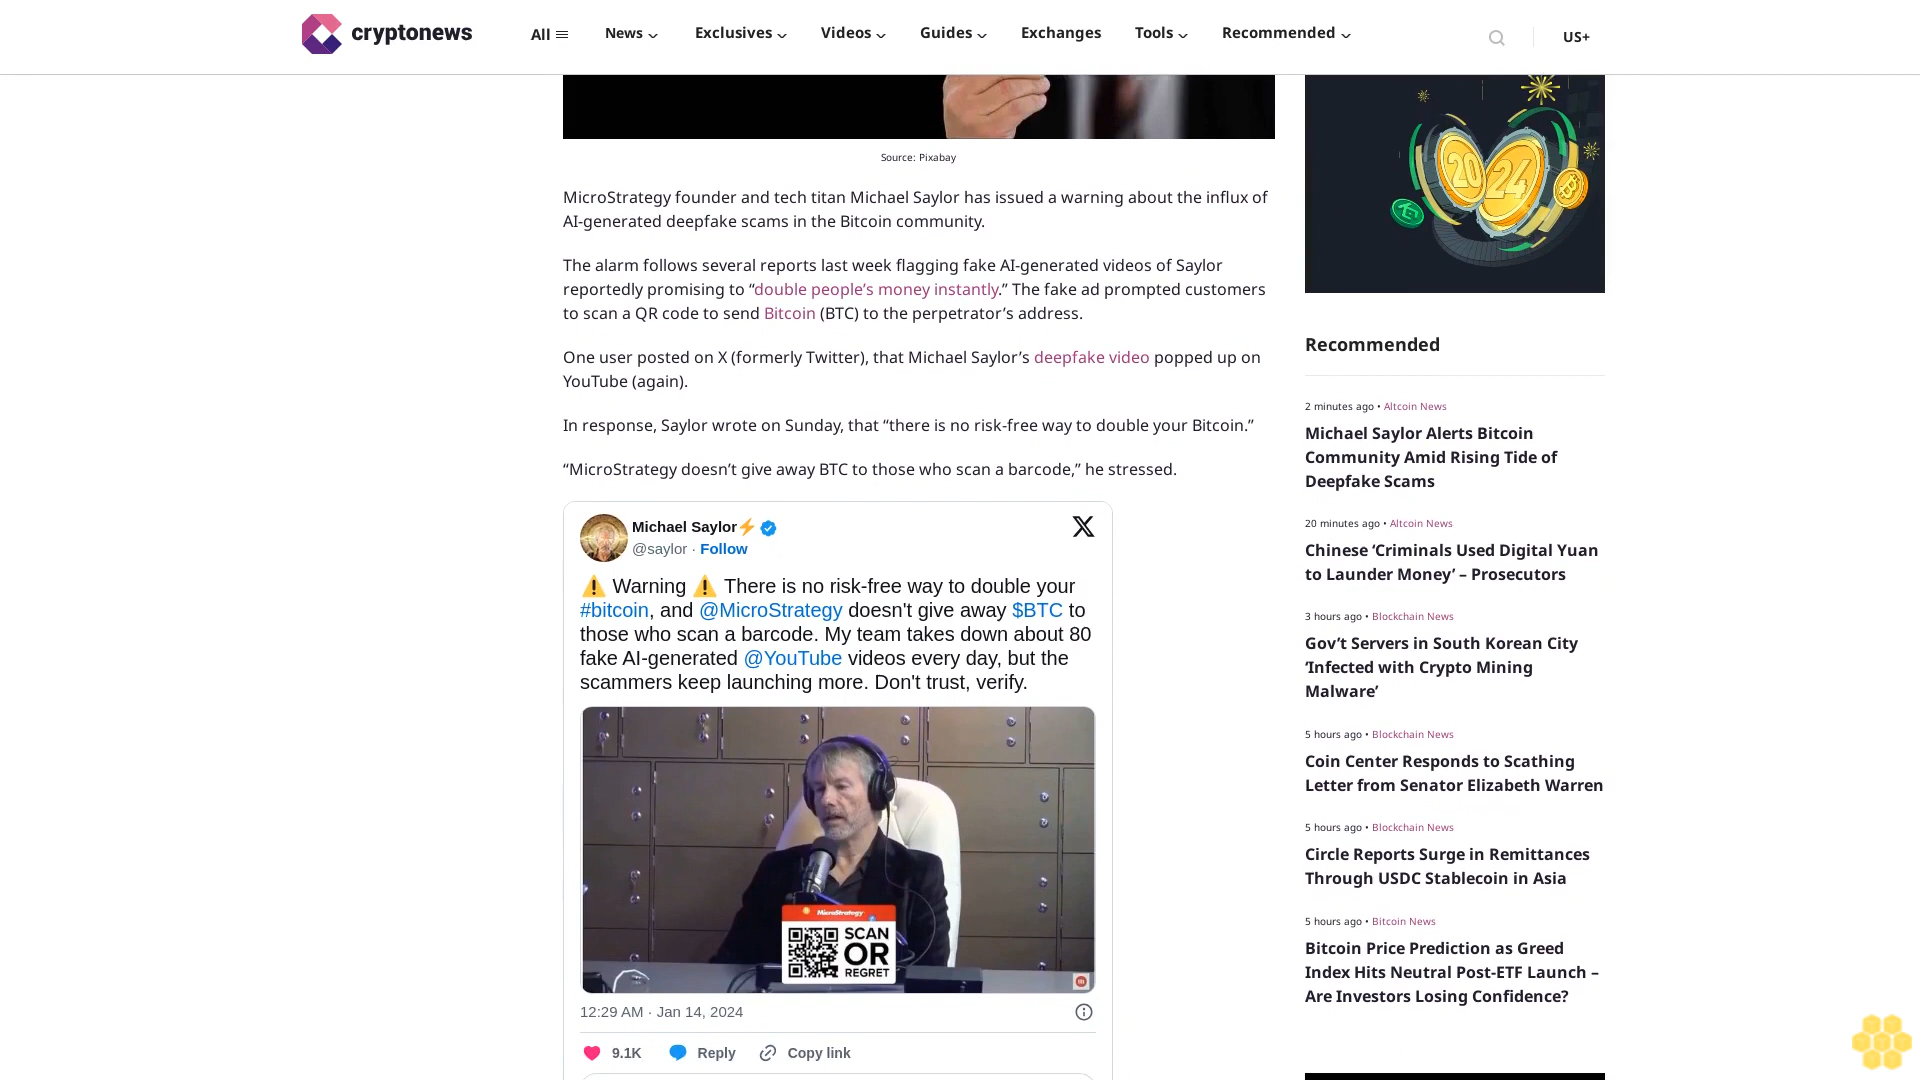 cryptonews
All
News
Exclusives
Videos
Guides
Exchanges
Tools
Recommended
US+
Source: Pixabay
MicroStrategy founder and tech titan Michael Saylor has issued a warning about the influx of
AI-generated deepfake scams in the Bitcoin community.
The alarm follows several reports last week flagging fake AI-generated videos of Saylor
reportedly promising to “double people’s money instantly.” The fake ad prompted customers
to scan a QR code to send Bitcoin (BTC) to the perpetrator’s address.
One user posted on X (formerly Twitter), that Michael Saylor’s deepfake video popped up on
YouTube (again).
In response, Saylor wrote on Sunday, that “there is no risk-free way to double your Bitcoin.”
“MicroStrategy doesn’t give away BTC to those who scan a barcode,” he stressed.
Michael Saylor⚡
@saylor · Follow
⚠️ Warning ⚠️ There is no risk-free way to double your
#bitcoin, and @MicroStrategy doesn't give away $BTC to
those who scan a barcode. My team takes down about 80
fake AI-generated @YouTube videos every day, but the
scammers keep launching more. Don't trust, verify.
MicroStrategy
SCAN
OR
REGRET
12:29 AM · Jan 14, 2024
9.1K
Reply
Copy link
2024
Recommended
2 minutes ago • Altcoin News
Michael Saylor Alerts Bitcoin
Community Amid Rising Tide of
Deepfake Scams
20 minutes ago • Altcoin News
Chinese ‘Criminals Used Digital Yuan
to Launder Money’ – Prosecutors
3 hours ago • Blockchain News
Gov’t Servers in South Korean City
‘Infected with Crypto Mining
Malware’
5 hours ago • Blockchain News
Coin Center Responds to Scathing
Letter from Senator Elizabeth Warren
5 hours ago • Blockchain News
Circle Reports Surge in Remittances
Through USDC Stablecoin in Asia
5 hours ago • Bitcoin News
Bitcoin Price Prediction as Greed
Index Hits Neutral Post-ETF Launch –
Are Investors Losing Confidence?